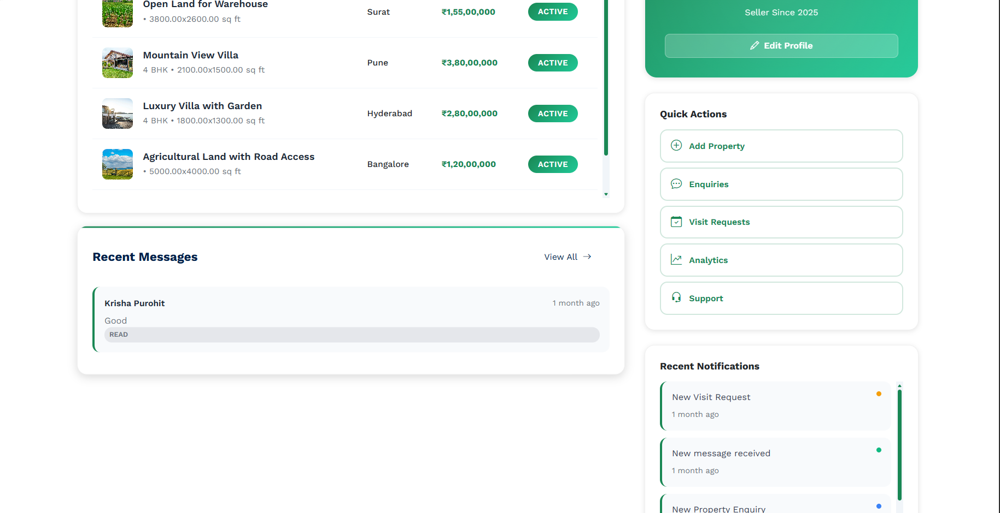 Open Land for Warehouse
• 3800.00x2600.00 sq ft
Surat
₹1,55,00,000
ACTIVE
Mountain View Villa
4 BHK • 2100.00x1500.00 sq ft
Pune
₹3,80,00,000
ACTIVE
Luxury Villa with Garden
4 BHK • 1800.00x1300.00 sq ft
Hyderabad
₹2,80,00,000
ACTIVE
Agricultural Land with Road Access
• 5000.00x4000.00 sq ft
Bangalore
₹1,20,00,000
ACTIVE
Recent Messages
View All →
Krisha Purohit
1 month ago
Good
READ
Seller Since 2025
Edit Profile
Quick Actions
Add Property
Enquiries
Visit Requests
Analytics
Support
Recent Notifications
New Visit Request
1 month ago
New message received
1 month ago
New Property Enquiry